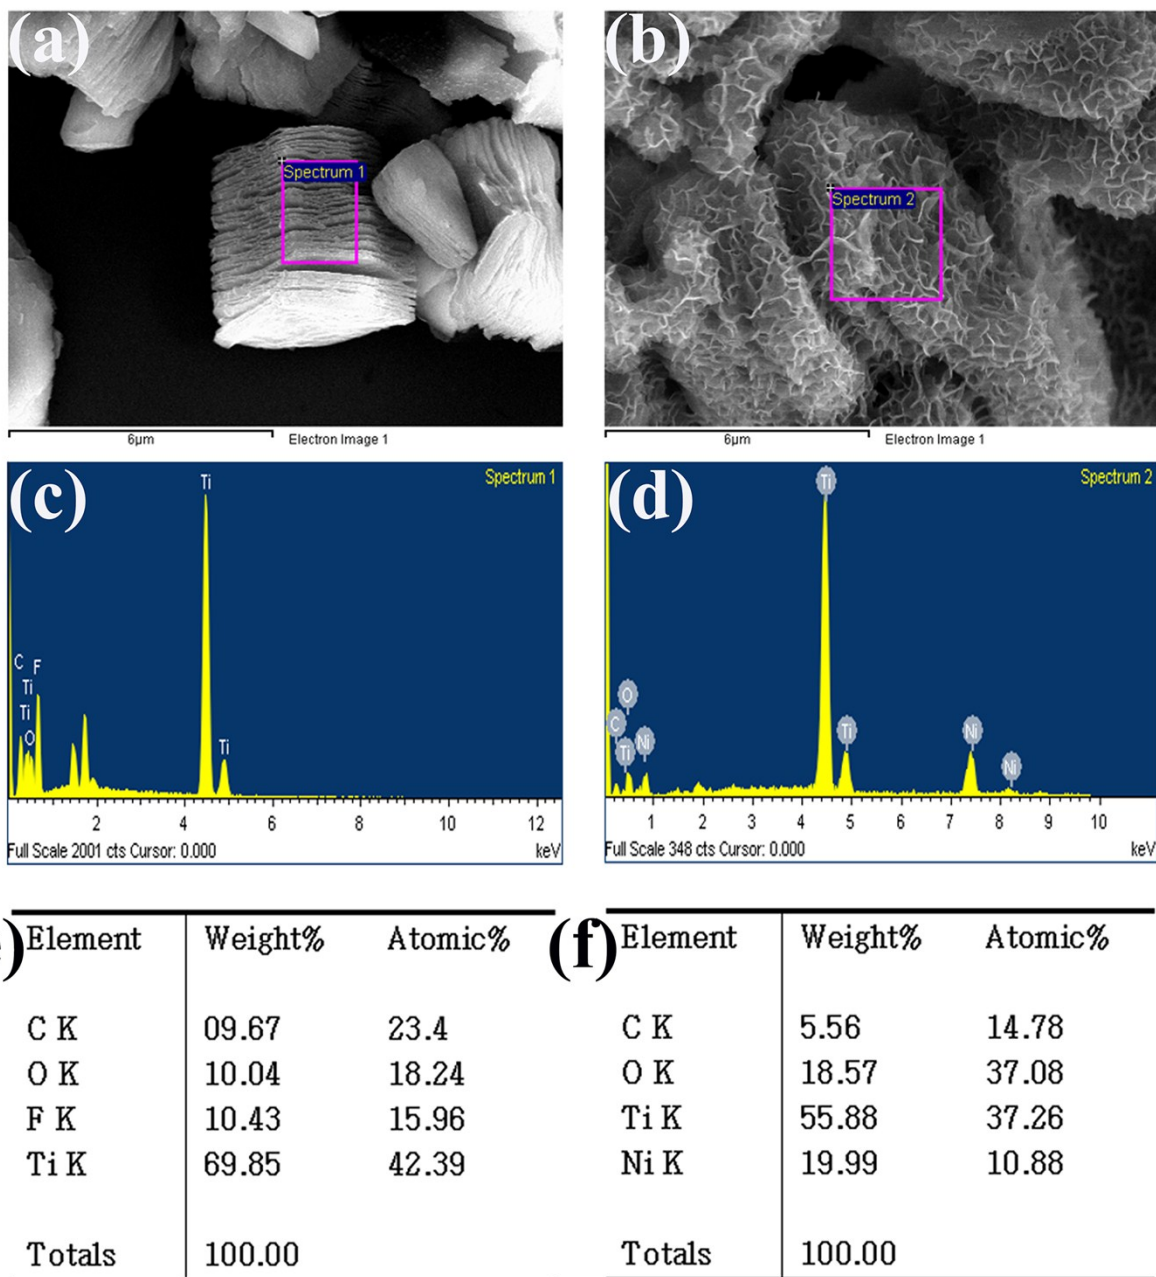 (a)
Spectrum 1
6µm
Electron Image 1
(b)
Spectrum 2
6µm
Electron Image 1
(c)
Spectrum 1
Ti
C
F
Ti
Ti
O
Ti
2 4 6 8 10 12
Full Scale 2001 cts Cursor: 0.000
keV
(d)
Spectrum 2
Ti
O
C
Ti
Ni
Ti
Ni
Ni
1 2 3 4 5 6 7 8 9 10
Full Scale 348 cts Cursor: 0.000
keV
)
Element Weight% Atomic%
C K 09.67 23.4
O K 10.04 18.24
F K 10.43 15.96
Ti K 69.85 42.39
Totals 100.00
(f)
Element Weight% Atomic%
C K 5.56 14.78
O K 18.57 37.08
Ti K 55.88 37.26
Ni K 19.99 10.88
Totals 100.00